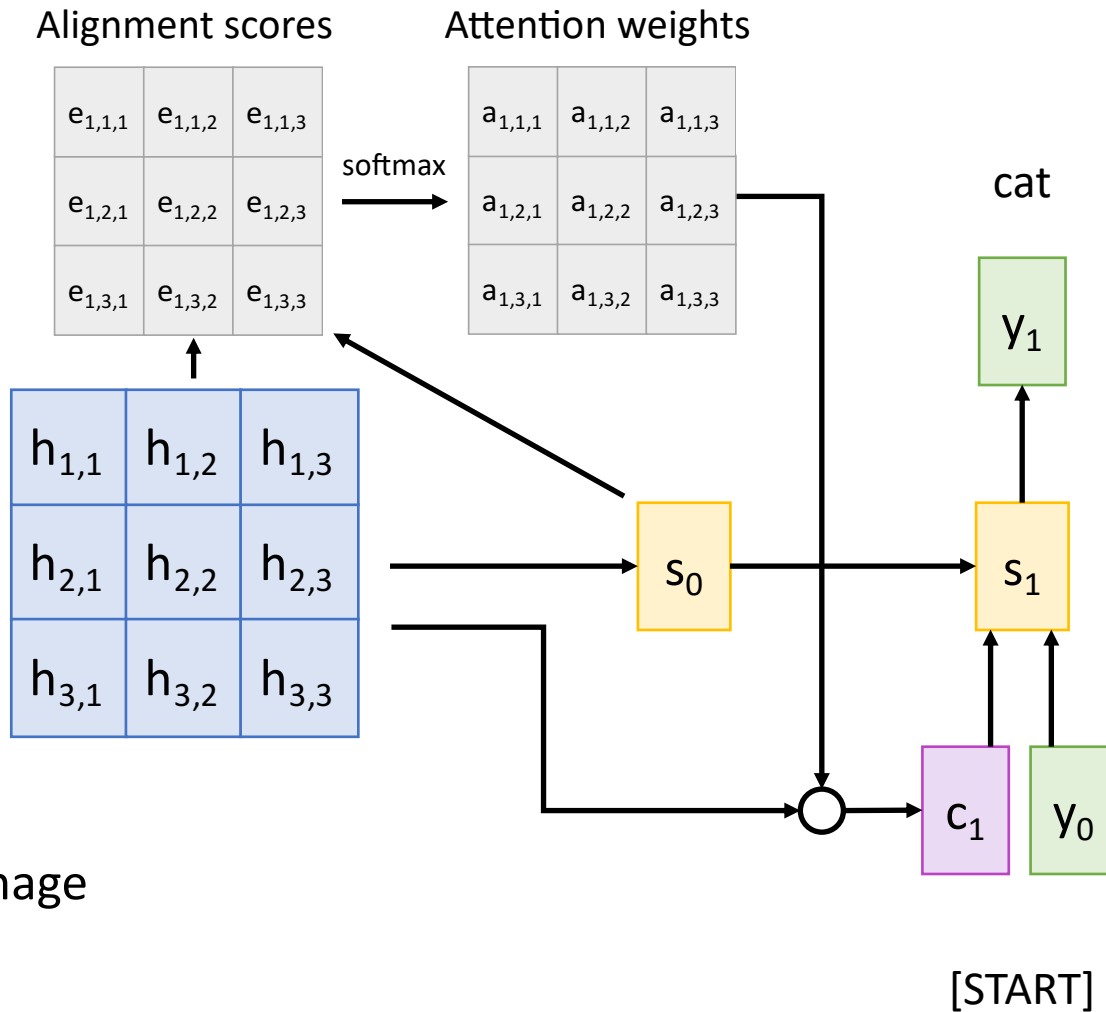 Alignment scores
Attention weights
e1,1,1 e1,1,2 e1,1,3
e1,2,1 e1,2,2 e1,2,3
e1,3,1 e1,3,2 e1,3,3
softmax
a1,1,1 a1,1,2 a1,1,3
a1,2,1 a1,2,2 a1,2,3
a1,3,1 a1,3,2 a1,3,3
cat
y1
h1,1 h1,2 h1,3
h2,1 h2,2 h2,3
h3,1 h3,2 h3,3
s0
s1
c1
y0
[START]